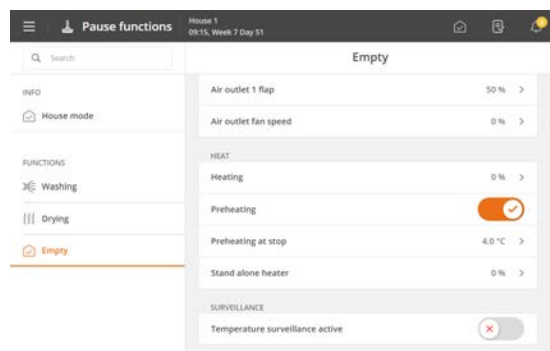 Pause functions
House 1
09:15, Week 7 Day 51
Search
Empty
INFO
House mode
FUNCTIONS
Washing
Drying
Empty
Air outlet 1 flap 50 %
Air outlet fan speed 0 %
HEAT
Heating 0 %
Preheating
Preheating at stop 4.0 °C
Stand alone heater 0 %
SURVEILLANCE
Temperature surveillance active